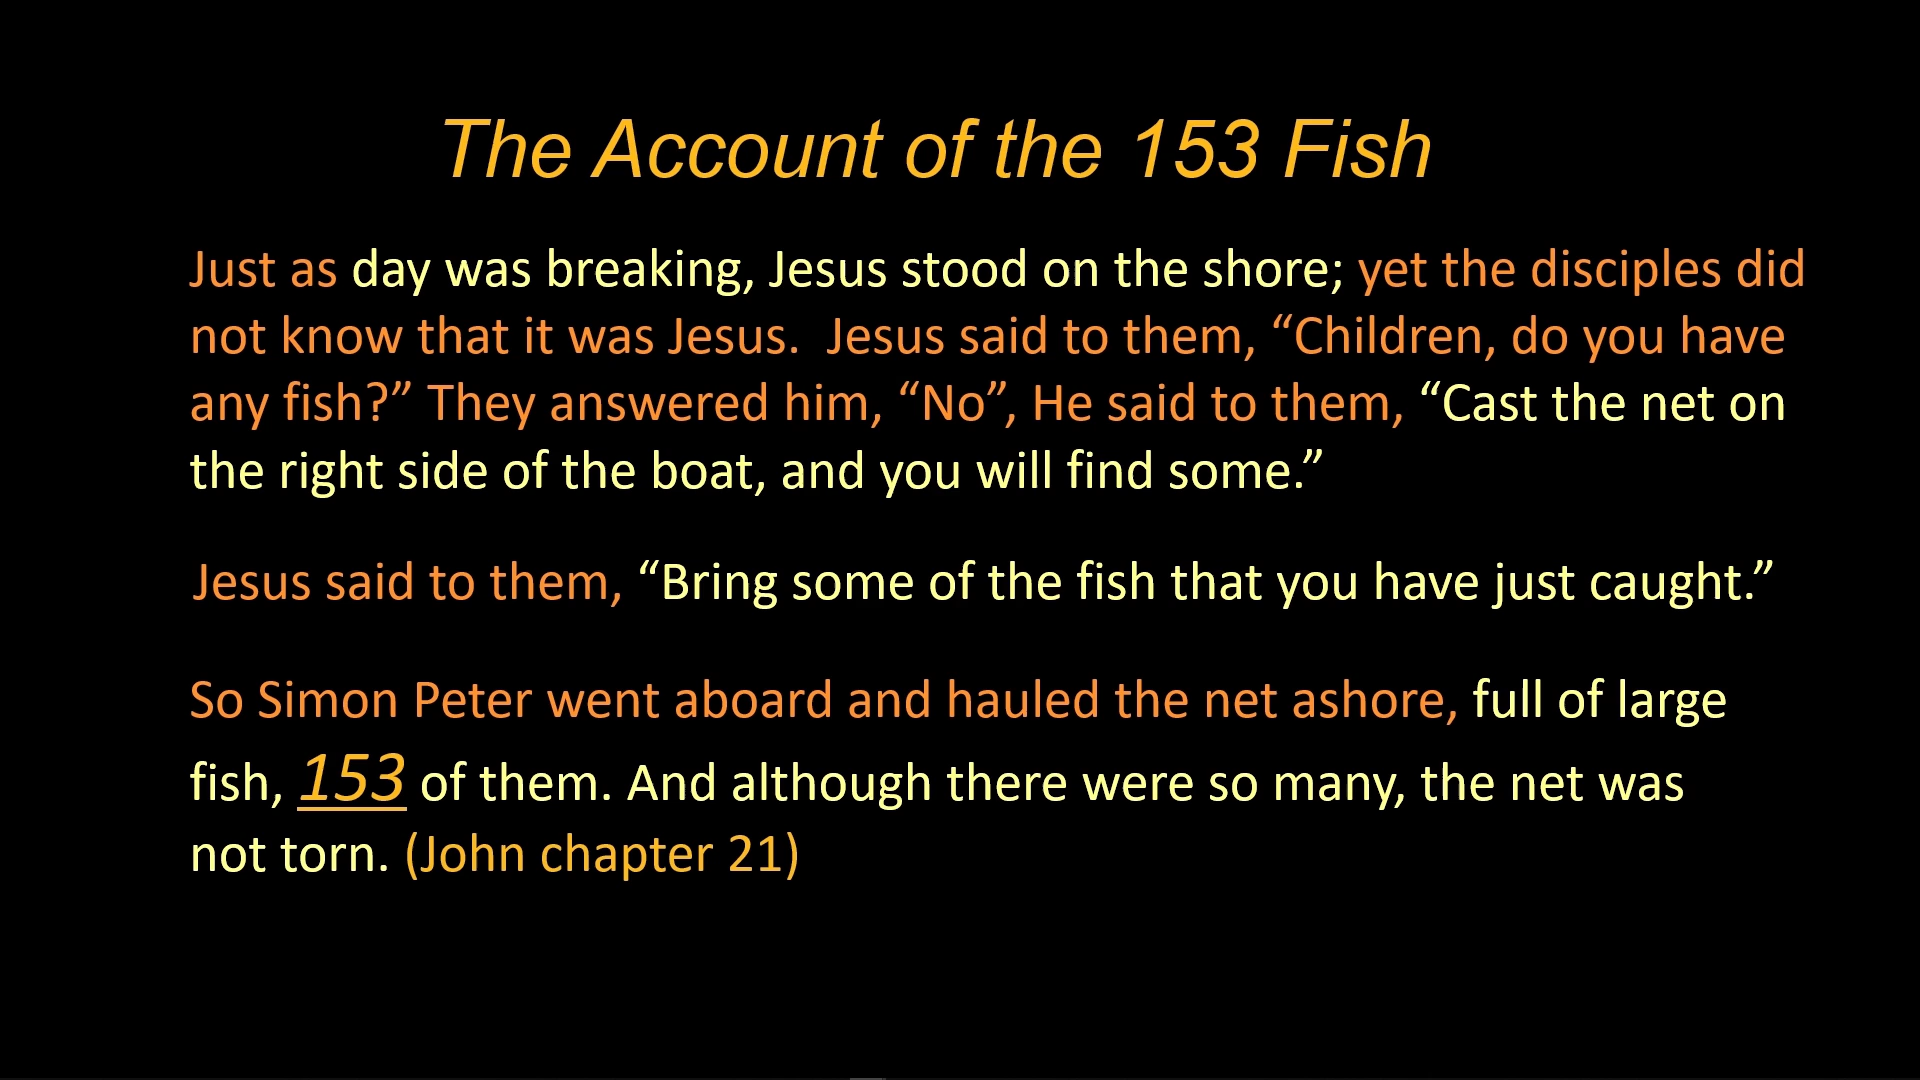 The Account of the 153 Fish
Just as day was breaking, Jesus stood on the shore; yet the disciples did
not know that it was Jesus.  Jesus said to them, “Children, do you have
any fish?” They answered him, “No”, He said to them, “Cast the net on
the right side of the boat, and you will find some.”
Jesus said to them, “Bring some of the fish that you have just caught.”
So Simon Peter went aboard and hauled the net ashore, full of large
fish, 153 of them. And although there were so many, the net was
not torn. (John chapter 21)